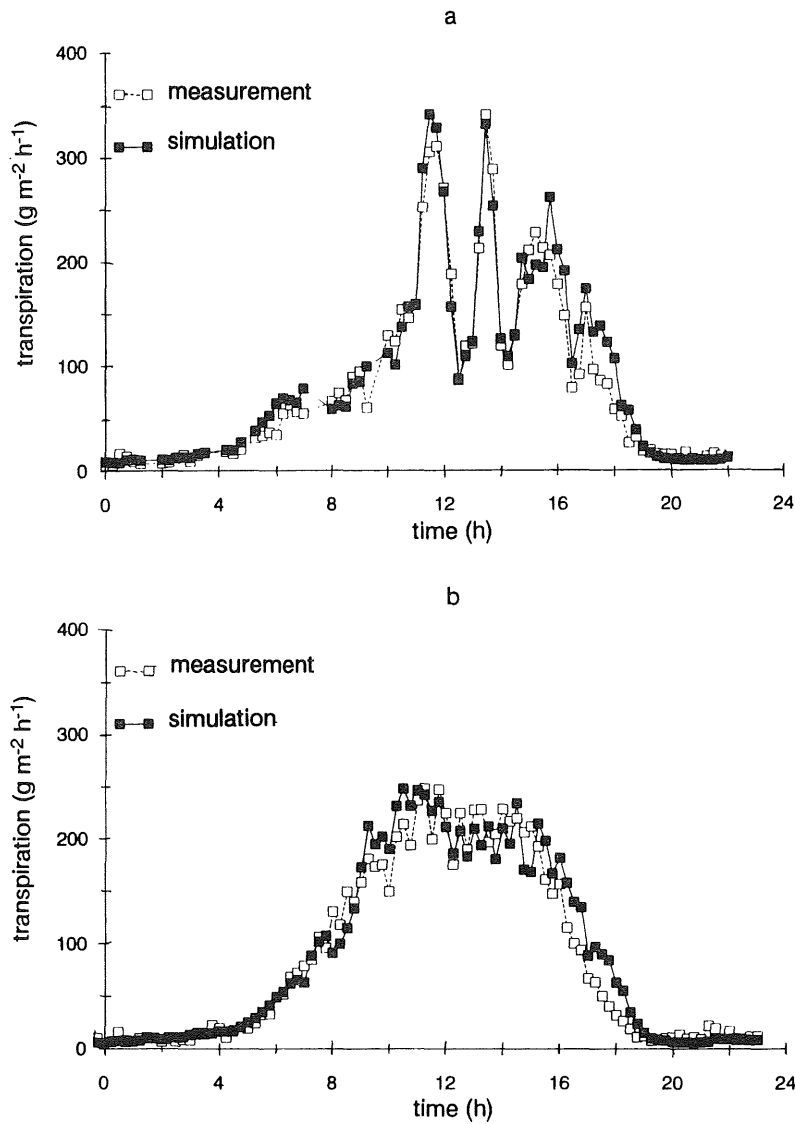 a
400
300
200
100
0
transpiration (g m⁻² h⁻¹)
measurement
simulation
0 4 8 12 16 20 24
time (h)
b
400
300
200
100
0
transpiration (g m⁻² h⁻¹)
measurement
simulation
0 4 8 12 16 20 24
time (h)